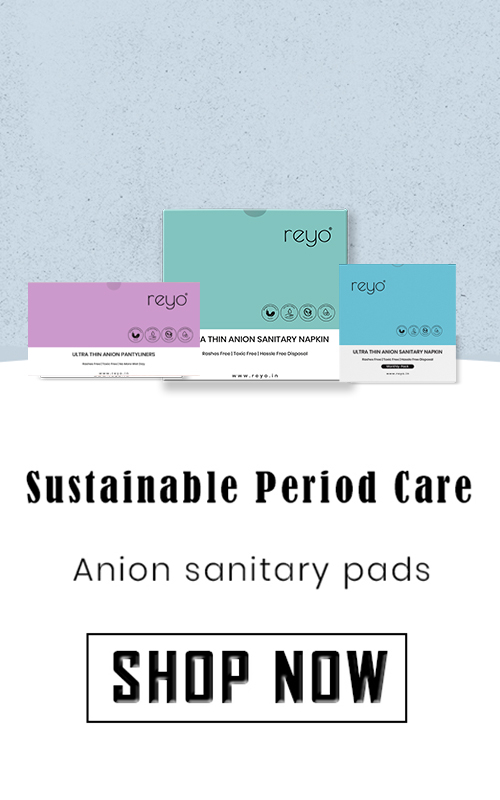 reyo
reyo
reyo
A THIN ANION SANITARY NAPKIN
Rashes Free | Toxic Free | Hassle Free Disposal
www.reyo.in
ULTRA THIN ANION PANTYLINERS
www.reyo.in
ULTRA THIN ANION SANITARY NAPKIN
Rashes Free | Toxic Free | Hassle Free Disposal
Monthly Pack
www.reyo.in
Sustainable Period Care
Anion sanitary pads
SHOP NOW